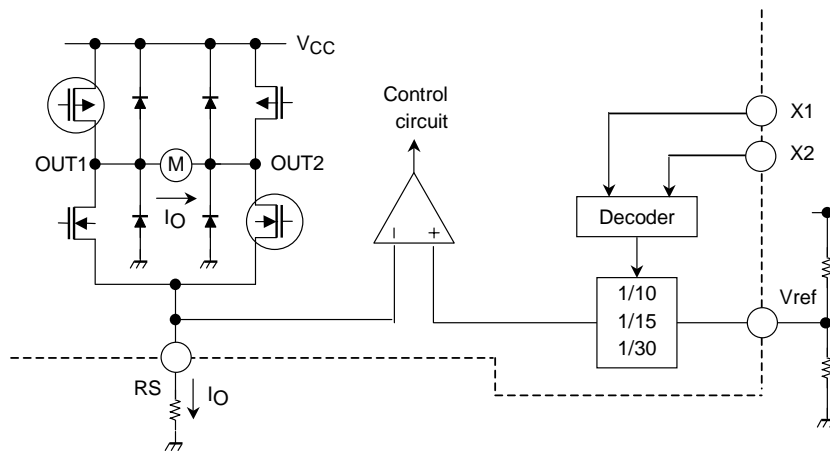 VCC
Control
circuit
X1
X2
OUT1
M
OUT2
IO
Decoder
1/10
1/15
1/30
Vref
RS
IO